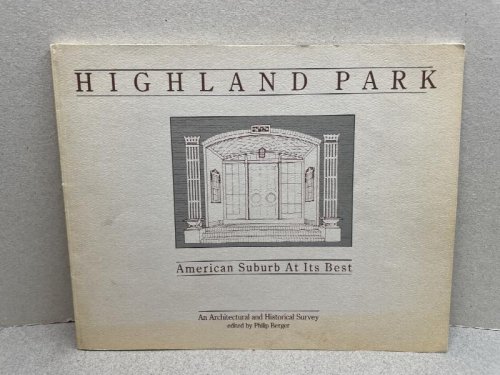 HIGHLAND PARK
American Suburb At Its Best
An Architectural and Historical Survey
edited by Philip Berger